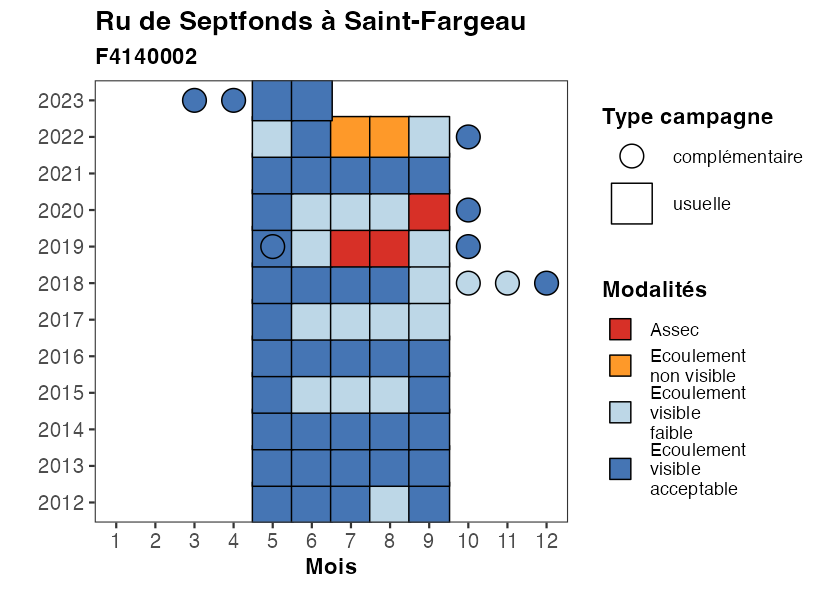 Ru de Septfonds à Saint-Fargeau
F4140002
2023
2022
2021
2020
2019
2018
2017
2016
2015
2014
2013
2012
1 2 3 4 5 6 7 8 9 10 11 12
Mois
Type campagne
complémentaire
usuelle
Modalités
Assec
Ecoulement
non visible
Ecoulement
visible
faible
Ecoulement
visible
acceptable